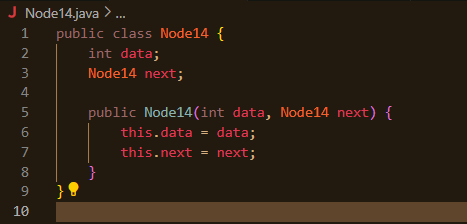 J Node14.java > ...
1 public class Node14 {
2     int data;
3     Node14 next;
4
5     public Node14(int data, Node14 next) {
6         this.data = data;
7         this.next = next;
8     }
9 }
10